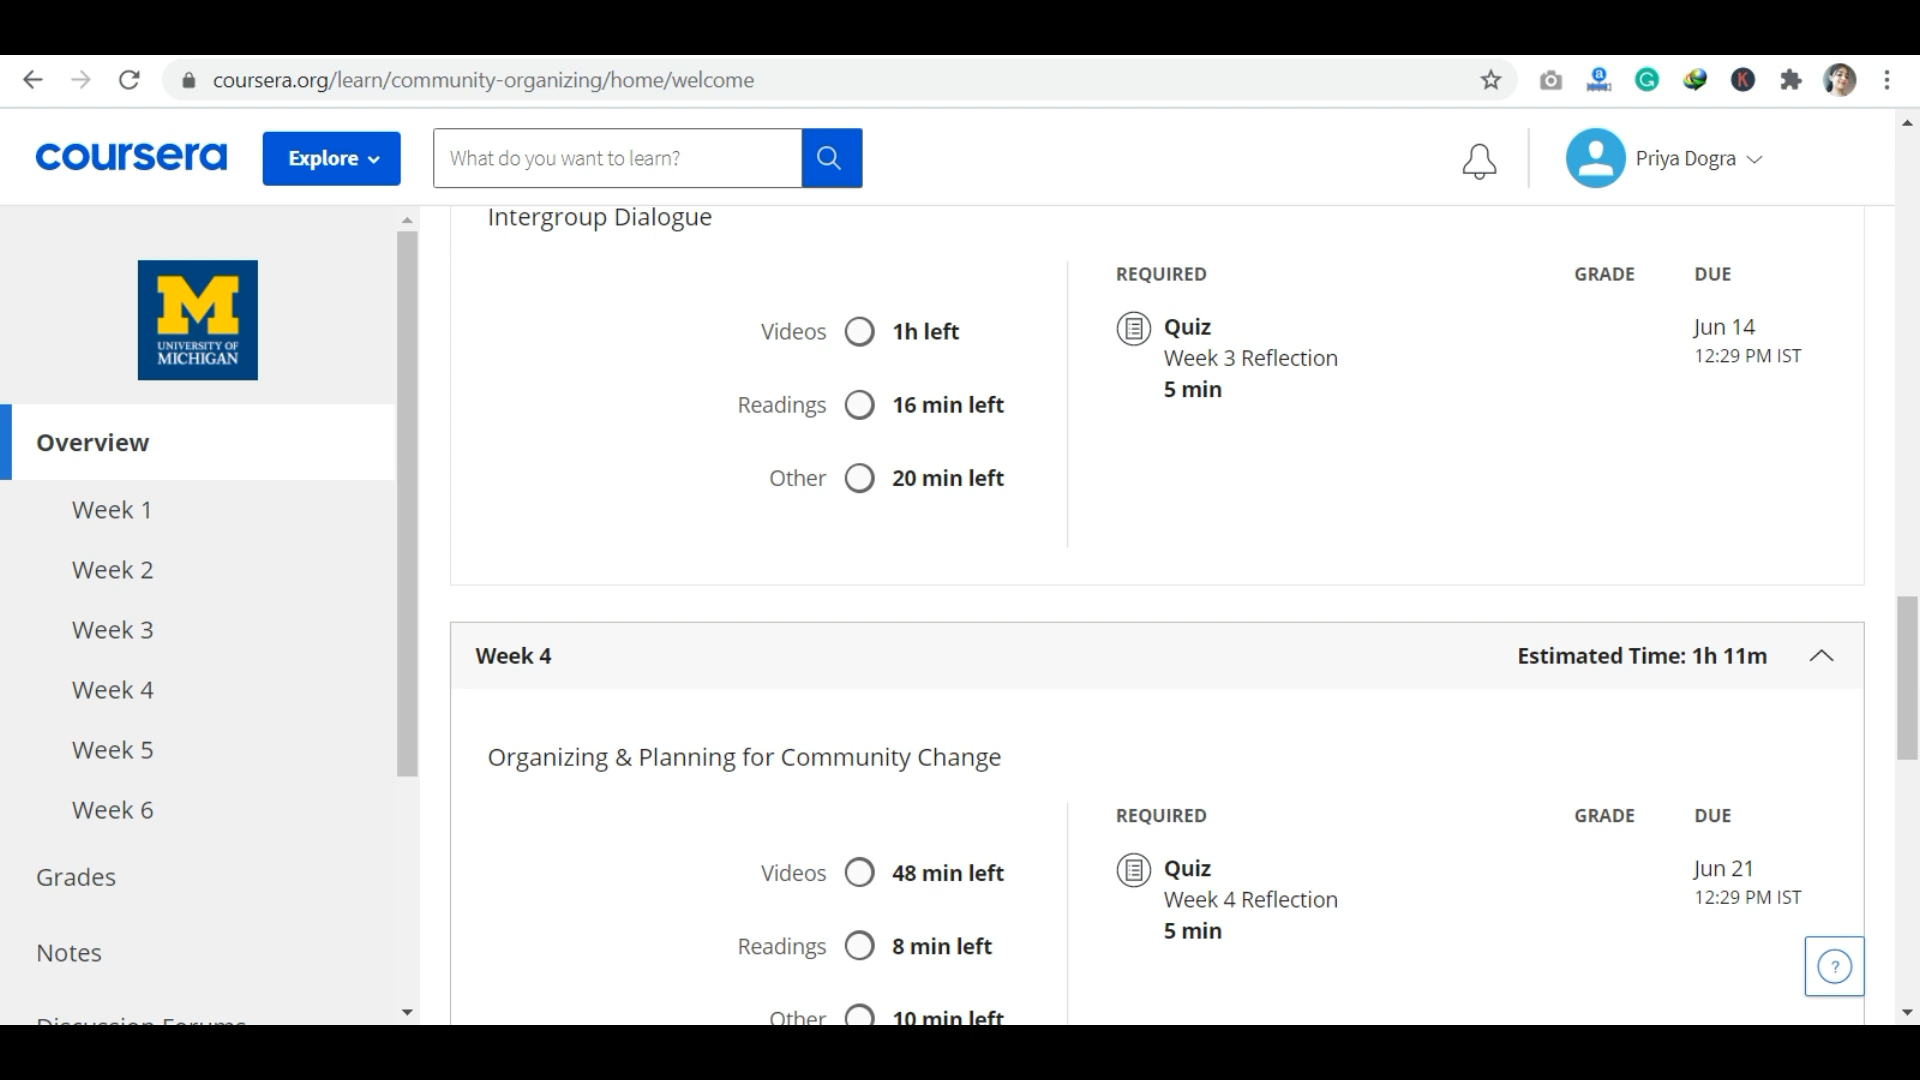 coursera.org/learn/community-organizing/home/welcome
coursera
Explore
What do you want to learn?
Priya Dogra
UNIVERSITY OF
MICHIGAN
Overview
Week 1
Week 2
Week 3
Week 4
Week 5
Week 6
Grades
Notes
Discussion Forums
Intergroup Dialogue
Videos 1h left
Readings 16 min left
Other 20 min left
REQUIRED GRADE DUE
Quiz Jun 14
Week 3 Reflection 12:29 PM IST
5 min
Week 4 Estimated Time: 1h 11m
Organizing & Planning for Community Change
Videos 48 min left
Readings 8 min left
Other 10 min left
REQUIRED GRADE DUE
Quiz Jun 21
Week 4 Reflection 12:29 PM IST
5 min
?